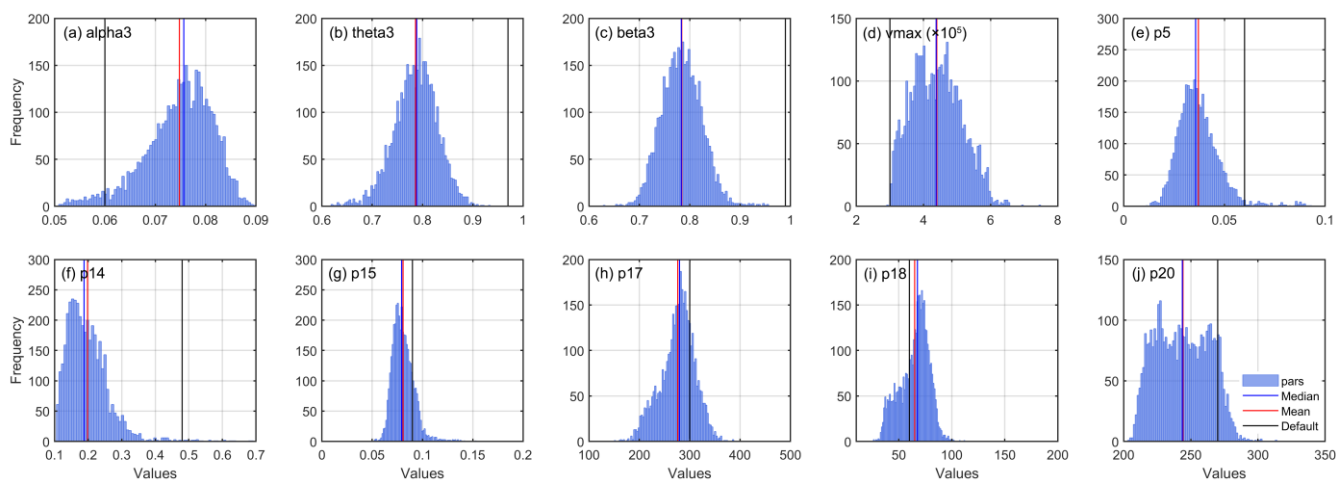 (a) alpha3
(b) theta3
(c) beta3
(d) vmax (×10⁵)
(e) p5
200 150 100 50 0
200 150 100 50 0
200 150 100 50 0
150 100 50 0
300 250 200 150 100 50 0
Frequency
0.05 0.06 0.07 0.08 0.09
0.6 0.7 0.8 0.9 1
0.6 0.7 0.8 0.9 1
2 4 6 8
0 0.05 0.1
(f) p14
(g) p15
(h) p17
(i) p18
(j) p20
300 250 200 150 100 50 0
300 250 200 150 100 50 0
200 150 100 50 0
200 150 100 50 0
150 100 50 0
Frequency
pars
Median
Mean
Default
0.1 0.2 0.3 0.4 0.5 0.6 0.7
0 0.05 0.1 0.15 0.2
100 200 300 400 500
50 100 150 200
200 250 300 350
Values
Values
Values
Values
Values